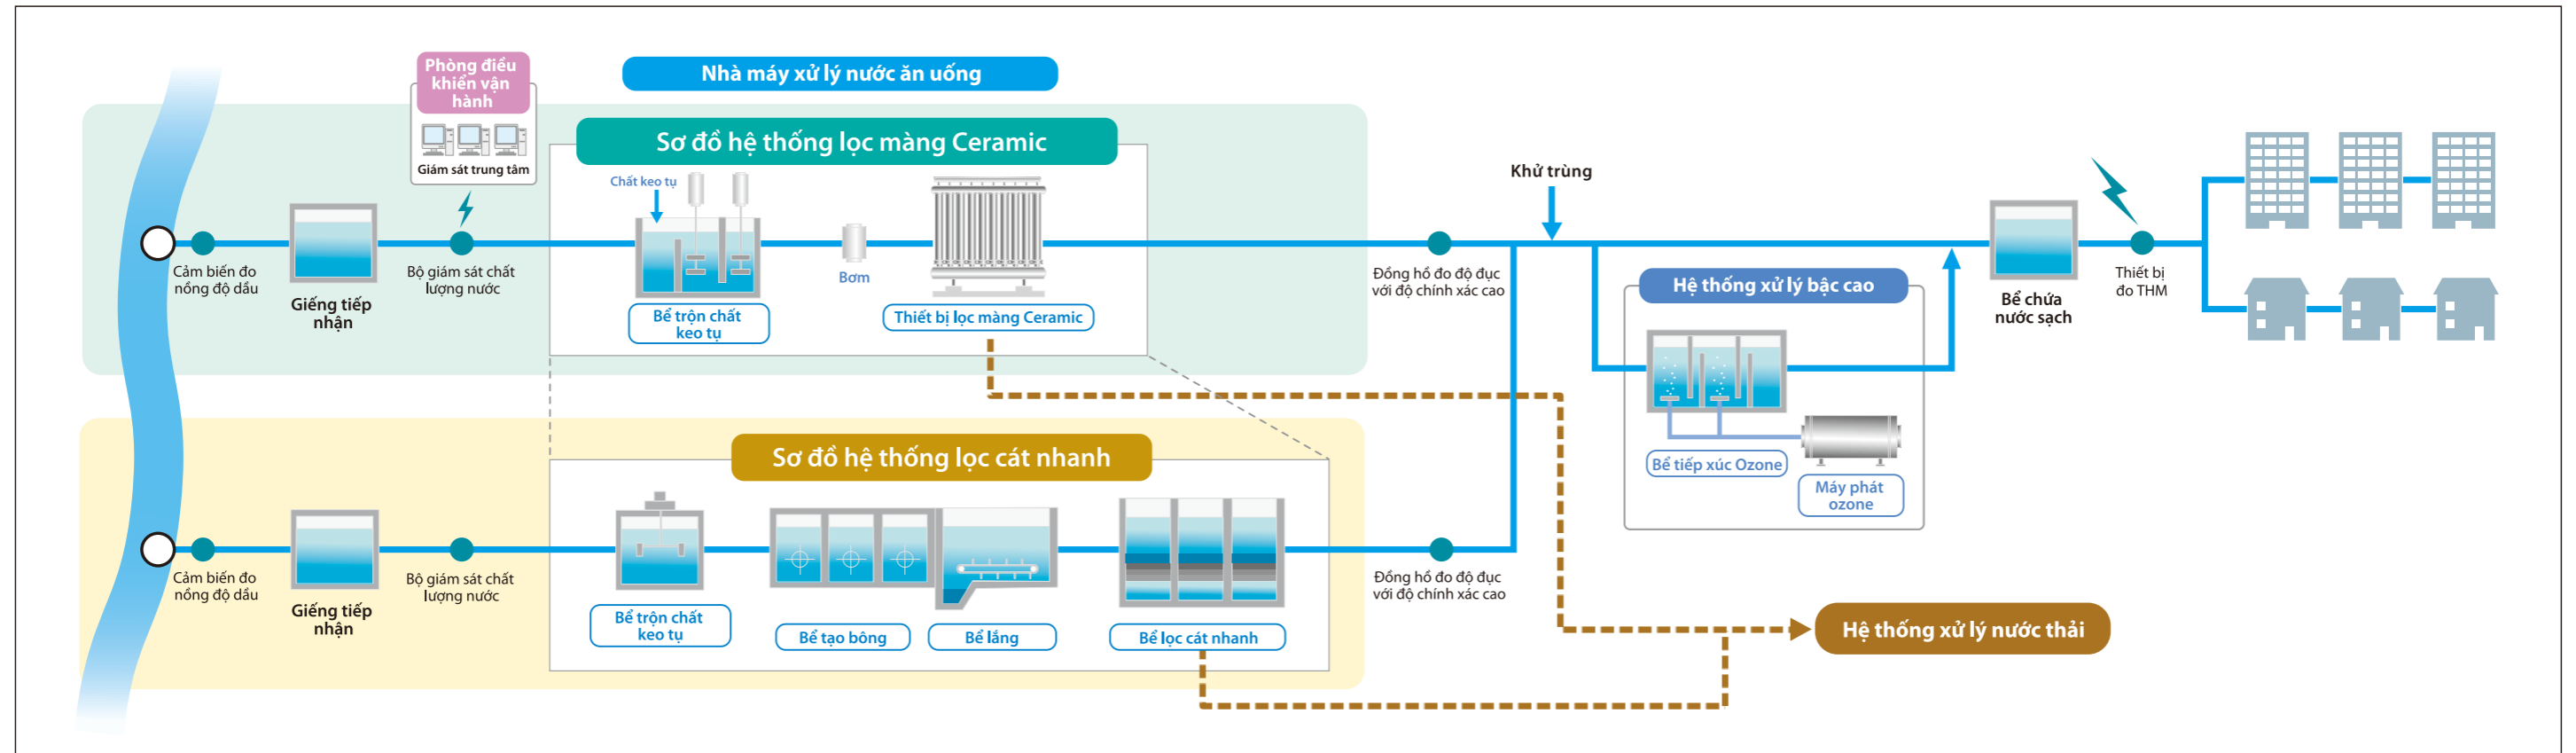 Phòng điều
khiển vận
hành
Giám sát trung tâm
Nhà máy xử lý nước ăn uống
Sơ đồ hệ thống lọc màng Ceramic
Chất keo tụ
Bơm
Bể trộn chất
keo tụ
Thiết bị lọc màng Ceramic
Cảm biến đo
nồng độ dầu
Giếng tiếp
nhận
Bộ giám sát chất
lượng nước
Đồng hồ đo độ đục
với độ chính xác cao
Khử trùng
Hệ thống xử lý bậc cao
Bể tiếp xúc Ozone
Máy phát
ozone
Bể chứa
nước sạch
Thiết bị
đo THM
Sơ đồ hệ thống lọc cát nhanh
Cảm biến đo
nồng độ dầu
Giếng tiếp
nhận
Bộ giám sát chất
lượng nước
Bể trộn chất
keo tụ
Bể tạo bông
Bể lắng
Bể lọc cát nhanh
Đồng hồ đo độ đục
với độ chính xác cao
Hệ thống xử lý nước thải